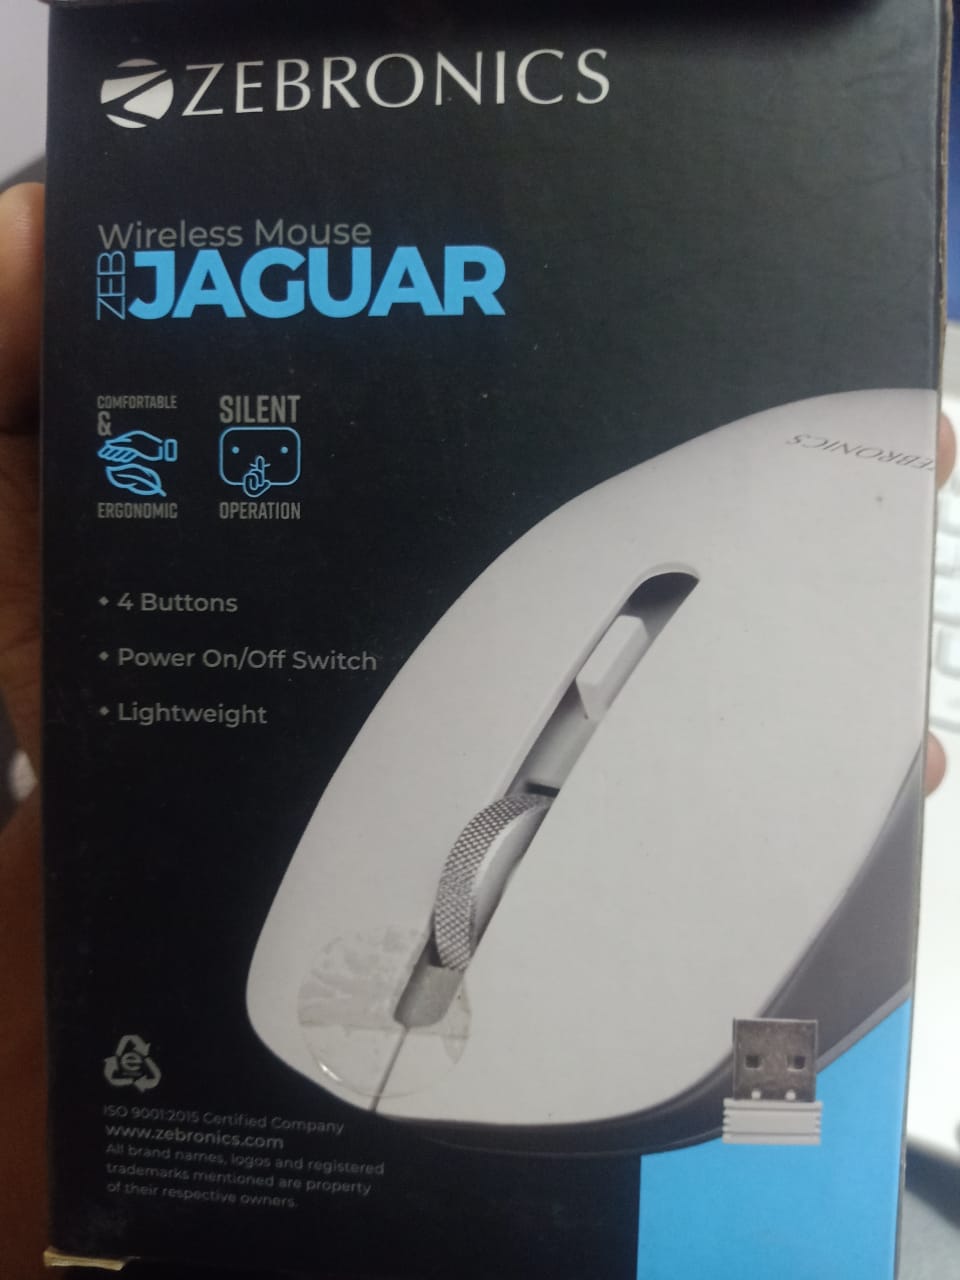 ZEBRONICS
Wireless Mouse
ZEB JAGUAR
COMFORTABLE
&
ERGONOMIC
SILENT
OPERATION
ZEBRONICS
• 4 Buttons
• Power On/Off Switch
• Lightweight
e
ISO 9001:2015 Certified Company
www.zebronics.com
All brand names, logos and registered
trademarks mentioned are property
of their respective owners.